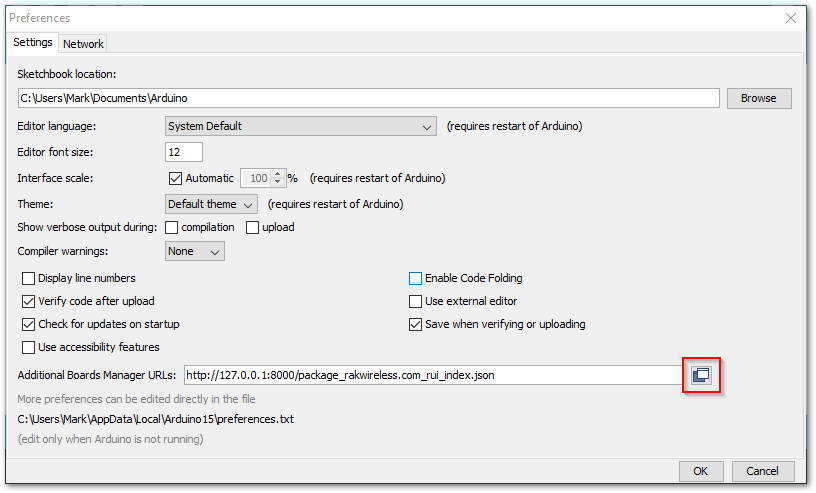 Preferences
Settings Network
Sketchbook location:
C:\Users\Mark\Documents\Arduino Browse
Editor language: System Default (requires restart of Arduino)
Editor font size: 12
Interface scale: Automatic 100 % (requires restart of Arduino)
Theme: Default theme (requires restart of Arduino)
Show verbose output during: compilation upload
Compiler warnings: None
Display line numbers Enable Code Folding
Verify code after upload Use external editor
Check for updates on startup Save when verifying or uploading
Use accessibility features
Additional Boards Manager URLs: http://127.0.0.1:8000/package_rakwireless.com_rui_index.json
More preferences can be edited directly in the file
C:\Users\Mark\AppData\Local\Arduino15\preferences.txt
(edit only when Arduino is not running)
OK Cancel